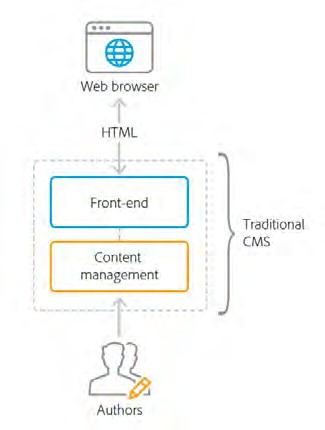 Web browser
HTML
Front-end
Content
management
Traditional
CMS
Authors